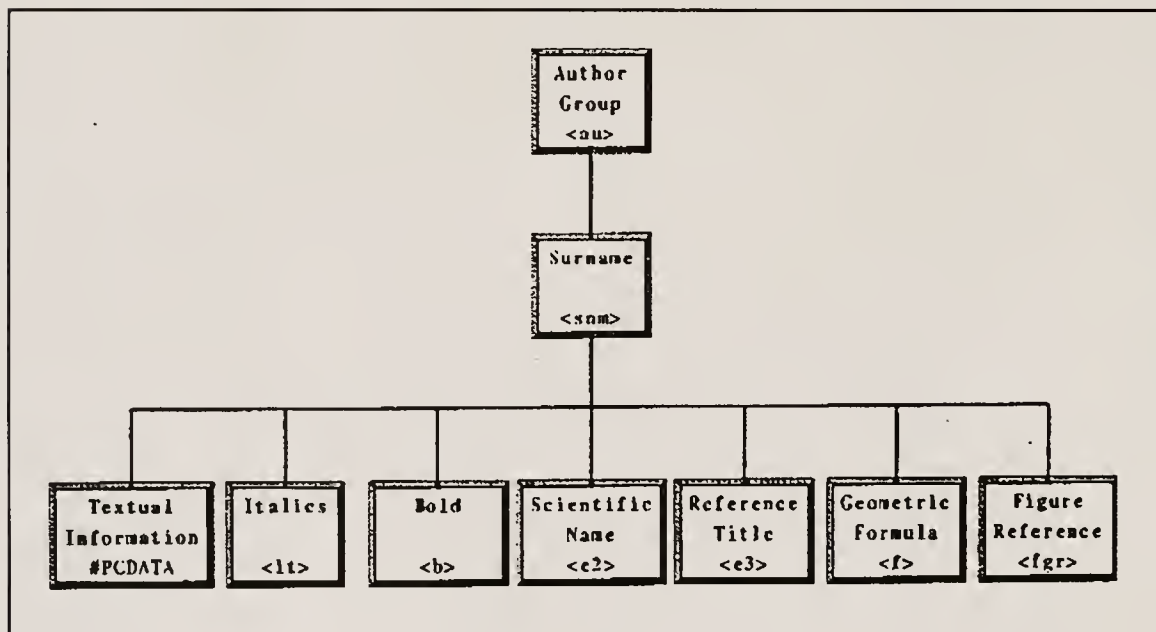 Author
Group
<au>
Surname
<snm>
Textual
Information
#PCDATA
Italics
<it>
Bold
<b>
Scientific
Name
<e2>
Reference
Title
<e3>
Geometric
Formula
<f>
Figure
Reference
<fgr>